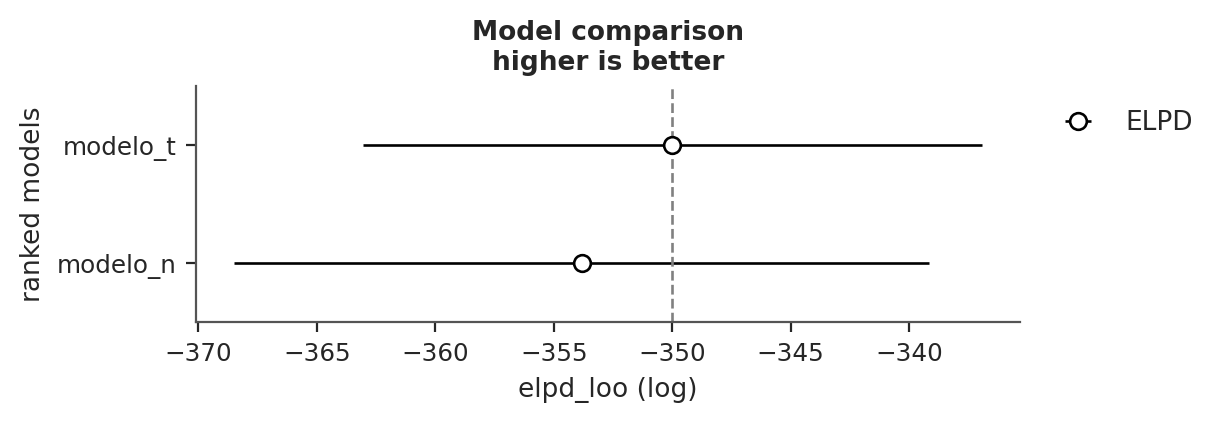 Model comparison
higher is better
ranked models
modelo_t
modelo_n
ELPD
−370 −365 −360 −355 −350 −345 −340
elpd_loo (log)